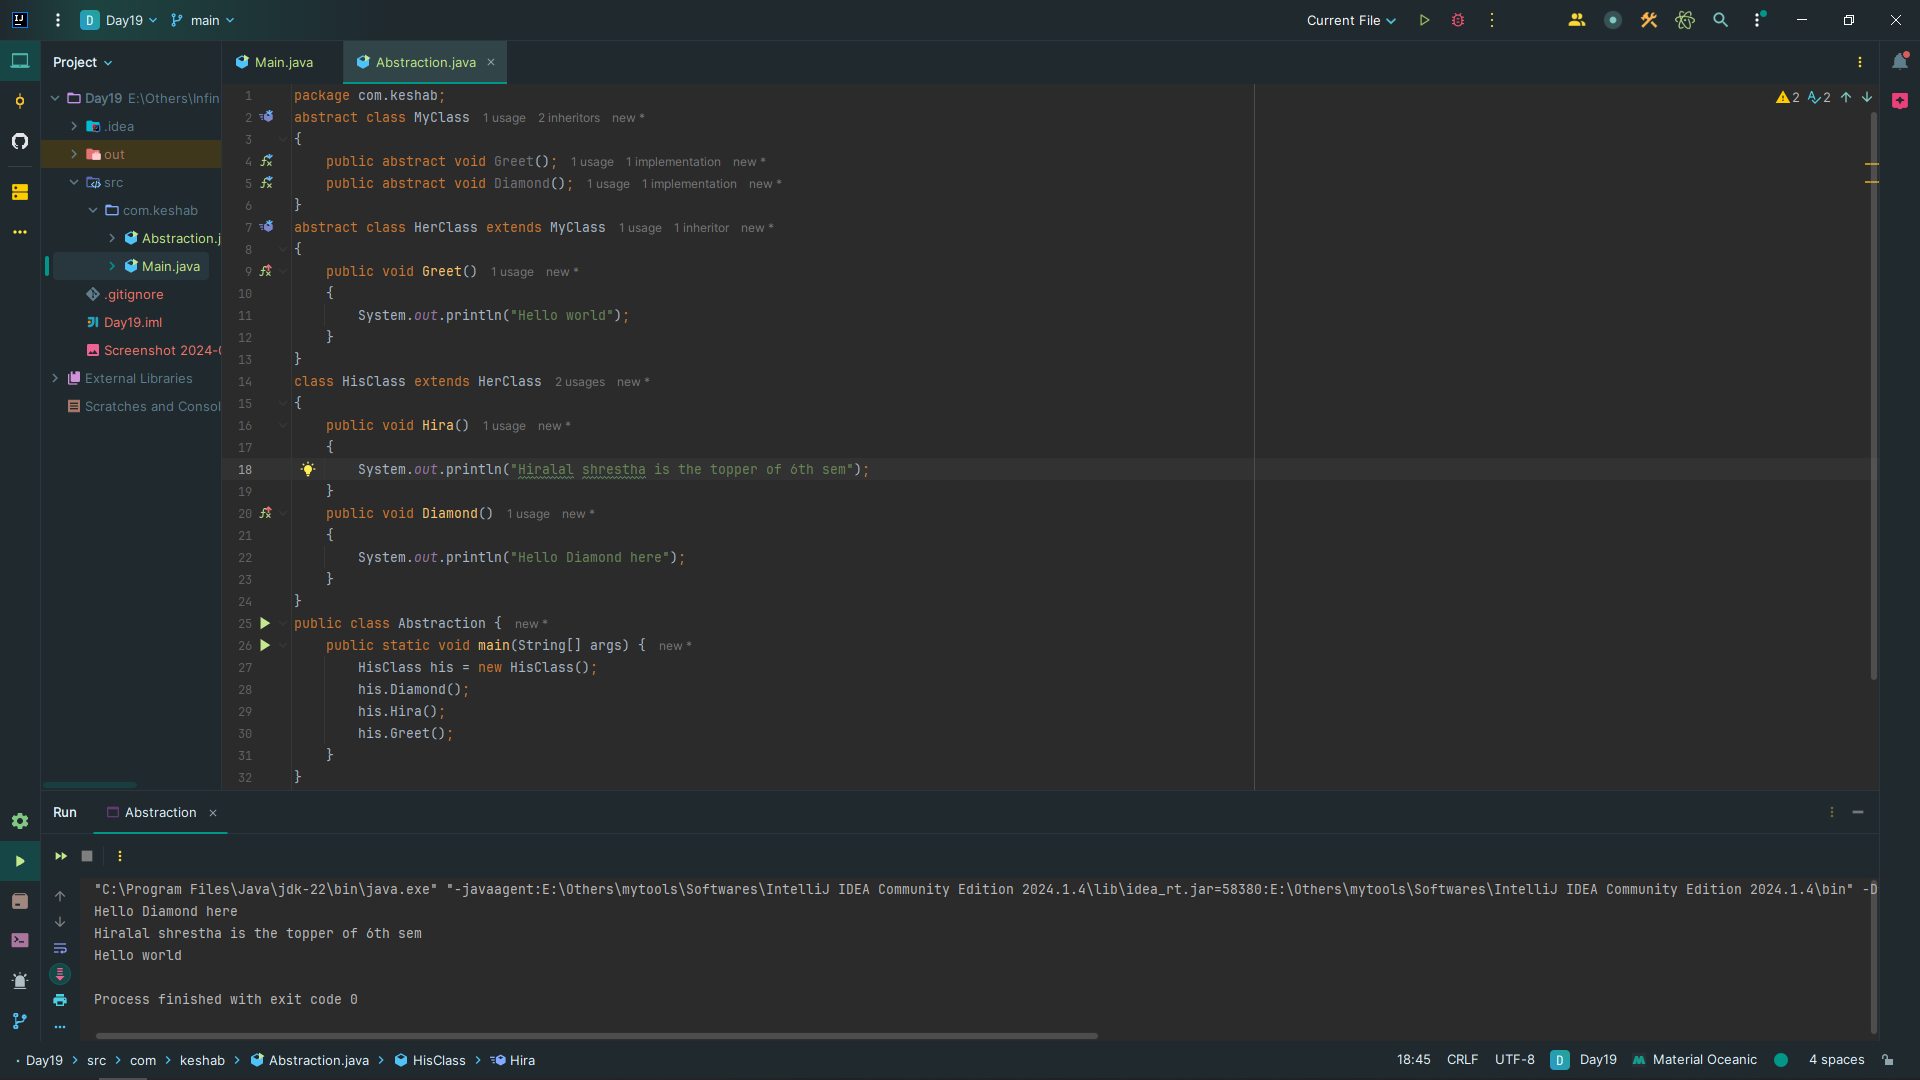 Day19 main Current File
Project Main.java Abstraction.java
Day19 E:\Others\Infin
.idea
out
src
com.keshab
Abstraction.j
Main.java
.gitignore
Day19.iml
Screenshot 2024-
External Libraries
Scratches and Consol
2 2
1 package com.keshab;
2 abstract class MyClass 1 usage 2 inheritors new *
3 {
4 public abstract void Greet(); 1 usage 1 implementation new *
5 public abstract void Diamond(); 1 usage 1 implementation new *
6 }
7 abstract class HerClass extends MyClass 1 usage 1 inheritor new *
8 {
9 public void Greet() 1 usage new *
10 {
11 System.out.println("Hello world");
12 }
13 }
14 class HisClass extends HerClass 2 usages new *
15 {
16 public void Hira() 1 usage new *
17 {
18 System.out.println("Hiralal shrestha is the topper of 6th sem");
19 }
20 public void Diamond() 1 usage new *
21 {
22 System.out.println("Hello Diamond here");
23 }
24 }
25 public class Abstraction { new *
26 public static void main(String[] args) { new *
27 HisClass his = new HisClass();
28 his.Diamond();
29 his.Hira();
30 his.Greet();
31 }
32 }
Run Abstraction
"C:\Program Files\Java\jdk-22\bin\java.exe" "-javaagent:E:\Others\mytools\Softwares\IntelliJ IDEA Community Edition 2024.1.4\lib\idea_rt.jar=58380:E:\Others\mytools\Softwares\IntelliJ IDEA Community Edition 2024.1.4\bin" -D
Hello Diamond here
Hiralal shrestha is the topper of 6th sem
Hello world
Process finished with exit code 0
Day19 > src > com > keshab > Abstraction.java > HisClass > Hira 18:45 CRLF UTF-8 D Day19 Material Oceanic 4 spaces